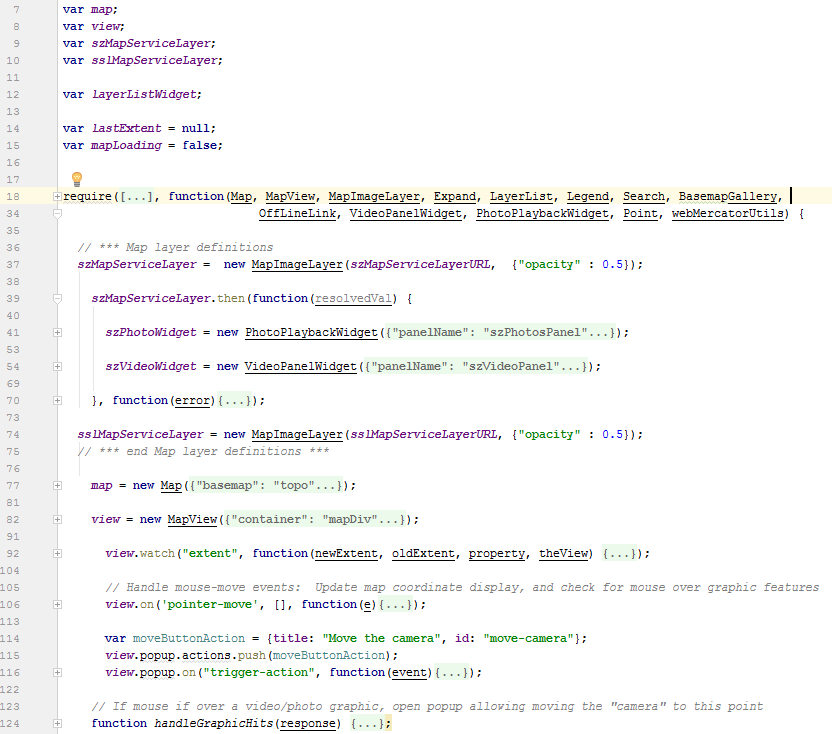 7 var map;
8 var view;
9 var szMapServiceLayer;
10 var sslMapServiceLayer;
11
12 var layerListWidget;
13
14 var lastExtent = null;
15 var mapLoading = false;
16
17
18 require([...], function(Map, MapView, MapImageLayer, Expand, LayerList, Legend, Search, BasemapGallery,
34 OffLineLink, VideoPanelWidget, PhotoPlaybackWidget, Point, webMercatorUtils) {
35
36 // *** Map layer definitions
37 szMapServiceLayer = new MapImageLayer(szMapServiceLayerURL, {"opacity" : 0.5});
38
39 szMapServiceLayer.then(function(resolvedVal) {
40
41 szPhotoWidget = new PhotoPlaybackWidget({"panelName": "szPhotosPanel"...});
53
54 szVideoWidget = new VideoPanelWidget({"panelName": "szVideoPanel"...});
69
70 }, function(error){...});
73
74 sslMapServiceLayer = new MapImageLayer(sslMapServiceLayerURL, {"opacity" : 0.5});
75 // *** end Map layer definitions ***
76
77 map = new Map({"basemap": "topo"...});
81
82 view = new MapView({"container": "mapDiv"...});
91
92 view.watch("extent", function(newExtent, oldExtent, property, theView) {...});
104
105 // Handle mouse-move events: Update map coordinate display, and check for mouse over graphic features
106 view.on('pointer-move', [], function(e){...});
113
114 var moveButtonAction = {title: "Move the camera", id: "move-camera"};
115 view.popup.actions.push(moveButtonAction);
116 view.popup.on("trigger-action", function(event){...});
122
123 // If mouse if over a video/photo graphic, open popup allowing moving the "camera" to this point
124 function handleGraphicHits(response) {...};